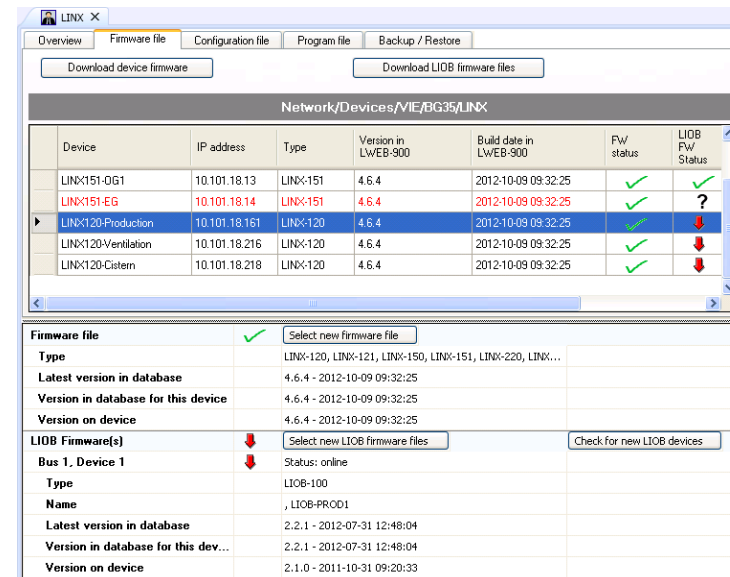 LINX
Overview Firmware file Configuration file Program file Backup / Restore
Download device firmware Download LIOB firmware files
Network/Devices/VIE/BG35/LINX
Device IP address Type Version in LWEB-900 Build date in LWEB-900 FW status LIOB FW Status
LINX151-OG1 10.101.18.13 LINX-151 4.6.4 2012-10-09 09:32:25
LINX151-EG 10.101.18.14 LINX-151 4.6.4 2012-10-09 09:32:25 ?
LINX120-Production 10.101.18.161 LINX-120 4.6.4 2012-10-09 09:32:25
LINX120-Ventilation 10.101.18.216 LINX-120 4.6.4 2012-10-09 09:32:25
LINX120-Cistern 10.101.18.218 LINX-120 4.6.4 2012-10-09 09:32:25
Firmware file Select new firmware file
Type LINX-120, LINX-121, LINX-150, LINX-151, LINX-220, LINX...
Latest version in database 4.6.4 - 2012-10-09 09:32:25
Version in database for this device 4.6.4 - 2012-10-09 09:32:25
Version on device 4.6.4 - 2012-10-09 09:32:25
LIOB Firmware(s) Select new LIOB firmware files Check for new LIOB devices
Bus 1, Device 1 Status: online
Type LIOB-100
Name , LIOB-PROD1
Latest version in database 2.2.1 - 2012-07-31 12:48:04
Version in database for this dev... 2.2.1 - 2012-07-31 12:48:04
Version on device 2.1.0 - 2011-10-31 09:20:33